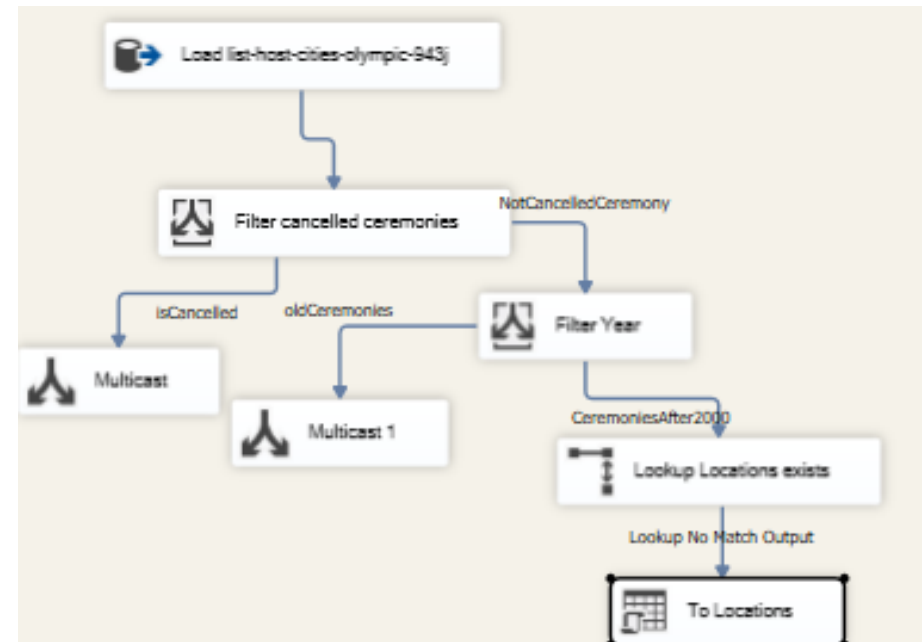 Load list-host-cities-olympic-943j
Filter cancelled ceremonies
NotCancelledCeremony
isCancelled
oldCeremonies
Filter Year
Multicast
Multicast 1
CeremoniesAfter2000
Lookup Locations exists
Lookup No Match Output
To Locations